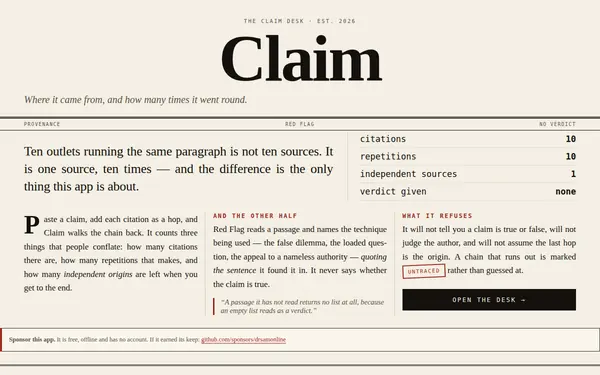 THE CLAIM DESK · EST. 2026
Claim
Where it came from, and how many times it went round.
PROVENANCE
RED FLAG
NO VERDICT
Ten outlets running the same paragraph is not ten sources. It
is one source, ten times — and the difference is the only
thing this app is about.
citations 10
repetitions 10
independent sources 1
verdict given none
Paste a claim, add each citation as a hop, and
Claim walks the chain back. It counts three
things that people conflate: how many citations
there are, how many repetitions that makes, and
how many independent origins are left when you
get to the end.
AND THE OTHER HALF
Red Flag reads a passage and names the technique
being used — the false dilemma, the loaded ques-
tion, the appeal to a nameless authority — quoting
the sentence it found it in. It never says whether
the claim is true.
“A passage it has not read returns no list at all, because
an empty list reads as a verdict.”
WHAT IT REFUSES
It will not tell you a claim is true or false, will not
judge the author, and will not assume the last hop
is the origin. A chain that runs out is marked
UNTRACED rather than guessed at.
OPEN THE DESK →
Sponsor this app. It is free, offline and has no account. If it earned its keep: github.com/sponsors/drsamonline